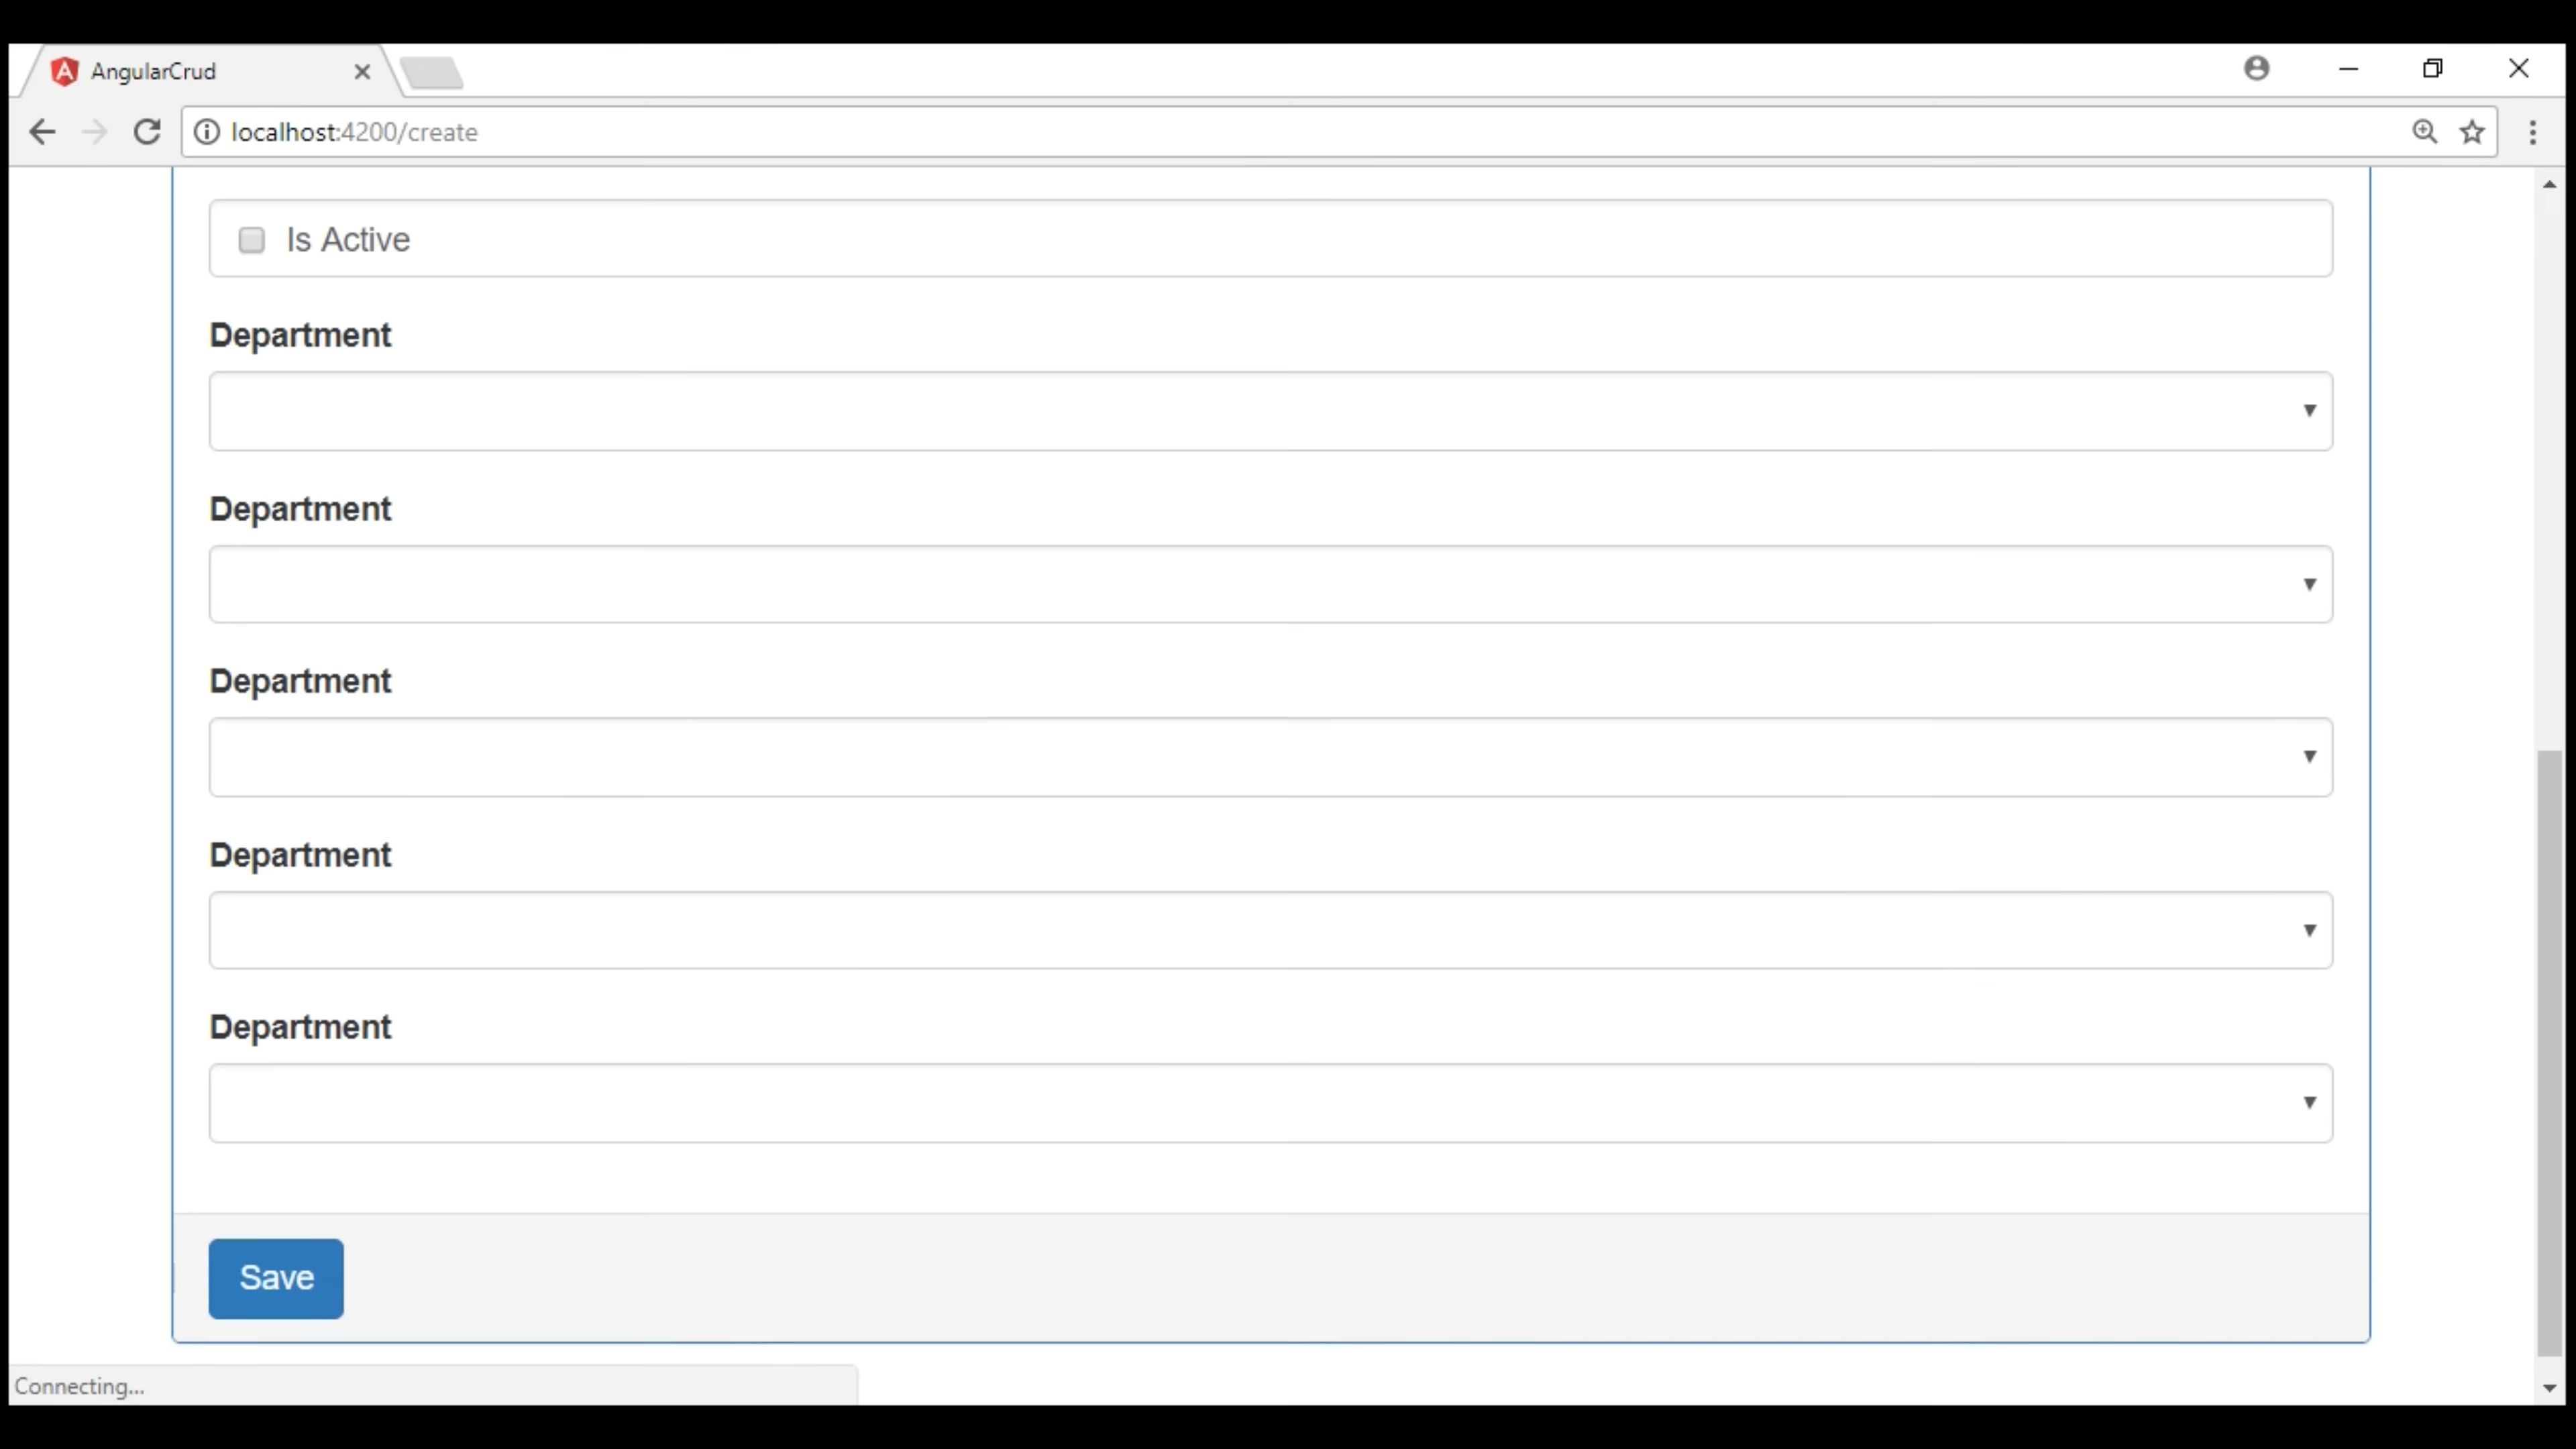 AngularCrud
localhost:4200/create
Is Active
Department
Department
Department
Department
Department
Save
Connecting...